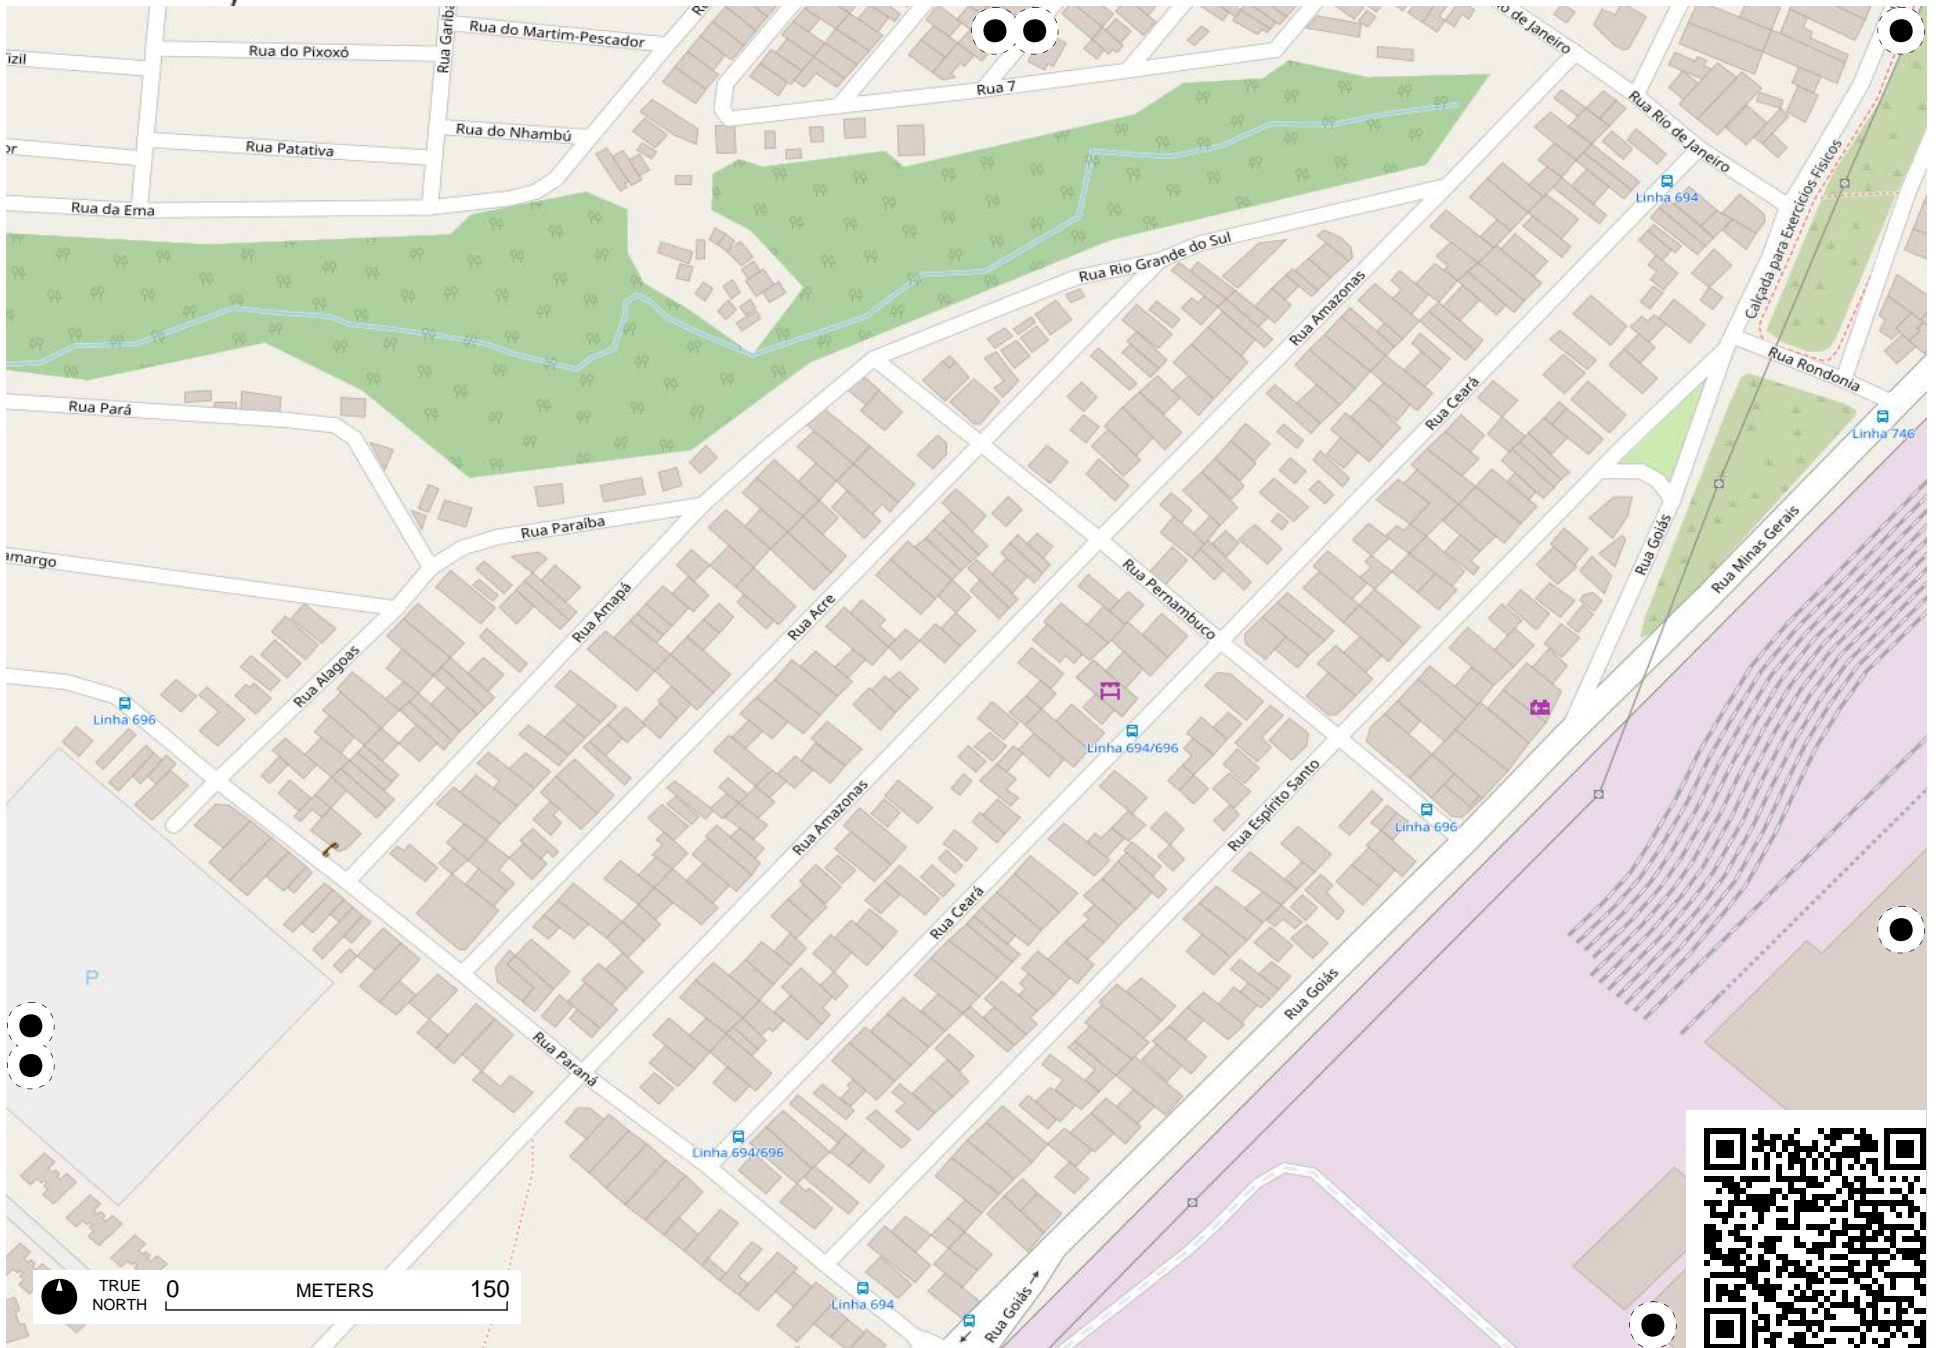 Rua do Martim-Pescador
Rua do Pixoxó
Rua 7
Rua do Nhambú
Rua Patativa
Rua Rio de Janeiro
Rua da Ema
Linha 694
Calçada para Exercícios Físicos
Rua Rio Grande do Sul
Rua Amazonas
Rua Rondonia
Rua Ceará
Rua Pará
Linha 746
Rua Paraíba
Rua Goiás
Rua Minas Gerais
amargo
Rua Amapá
Rua Acre
Rua Pernambuco
Rua Alagoas
Linha 696
Linha 694/696
Rua Espírito Santo
Rua Amazonas
Linha 696
Rua Ceará
P
Rua Goiás
Rua Paraná
Linha 694/696
TRUE
NORTH
0 METERS 150
Linha 694
Rua Goiás